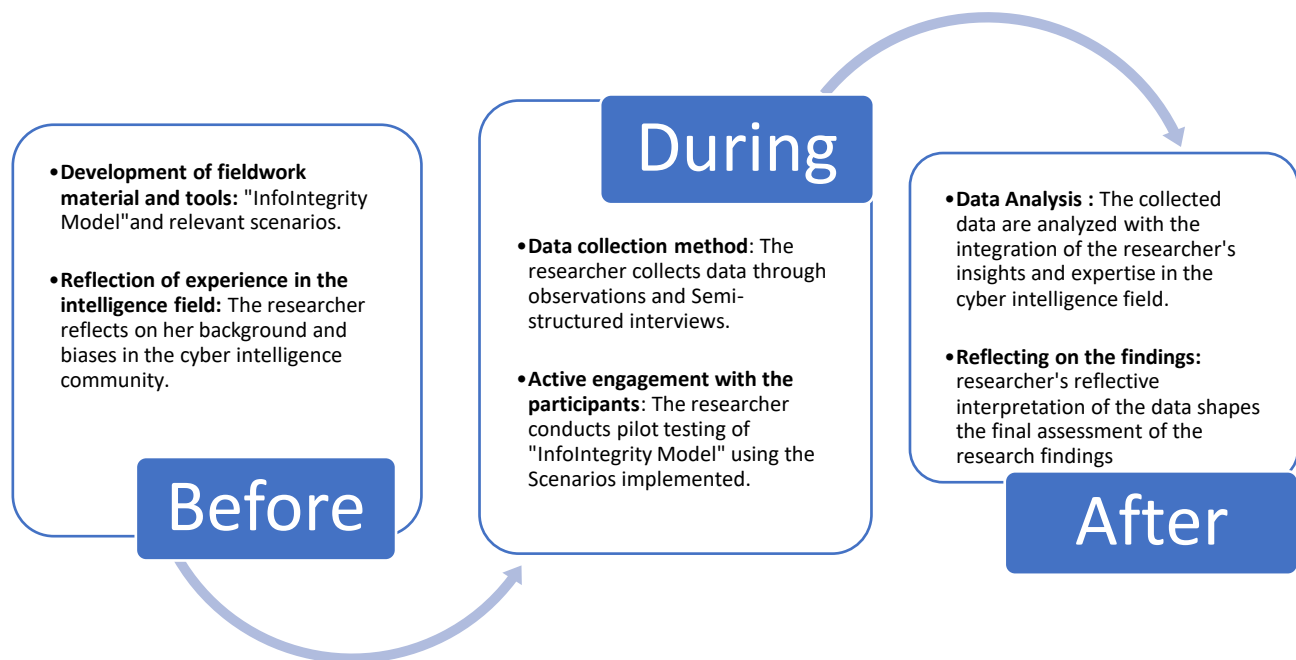 •Development of fieldwork
material and tools: "InfoIntegrity
Model"and relevant scenarios.
•Reflection of experience in the
intelligence field: The researcher
reflects on her background and
biases in the cyber intelligence
community.
Before
During
•Data collection method: The
researcher collects data through
observations and Semi-
structured interviews.
•Active engagement with the
participants: The researcher
conducts pilot testing of
"InfoIntegrity Model" using the
Scenarios implemented.
•Data Analysis : The collected
data are analyzed with the
integration of the researcher's
insights and expertise in the
cyber intelligence field.
•Reflecting on the findings:
researcher's reflective
interpretation of the data shapes
the final assessment of the
research findings
After